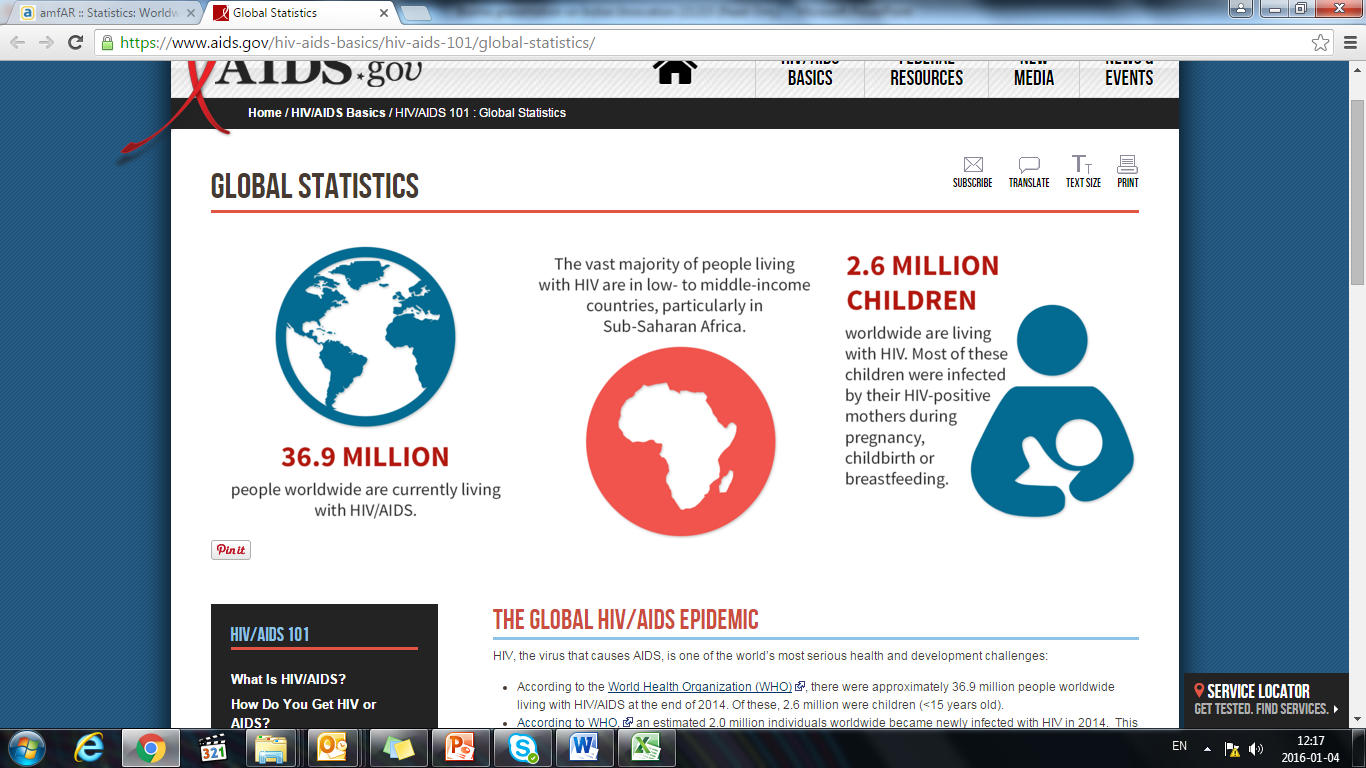 amfAR :: Statistics: Worldw
Global Statistics
https://www.aids.gov/hiv-aids-basics/hiv-aids-101/global-statistics/
AIDS.gov
HIV/AIDS
BASICS
FEDERAL
RESOURCES
NEW
MEDIA
NEWS &
EVENTS
Home / HIV/AIDS Basics / HIV/AIDS 101 : Global Statistics
GLOBAL STATISTICS
SUBSCRIBE
TRANSLATE
TEXT SIZE
PRINT
36.9 MILLION
people worldwide are currently living
with HIV/AIDS.
The vast majority of people living
with HIV are in low- to middle-income
countries, particularly in
Sub-Saharan Africa.
2.6 MILLION
CHILDREN
worldwide are living
with HIV. Most of these
children were infected
by their HIV-positive
mothers during
pregnancy,
childbirth or
breastfeeding.
Pin it
HIV/AIDS 101
What Is HIV/AIDS?
How Do You Get HIV or
AIDS?
THE GLOBAL HIV/AIDS EPIDEMIC
HIV, the virus that causes AIDS, is one of the world's most serious health and development challenges:
• According to the World Health Organization (WHO), there were approximately 36.9 million people worldwide
living with HIV/AIDS at the end of 2014. Of these, 2.6 million were children (<15 years old).
• According to WHO, an estimated 2.0 million individuals worldwide became newly infected with HIV in 2014. This
SERVICE LOCATOR
GET TESTED. FIND SERVICES.
321
EN
12:17
2016-01-04